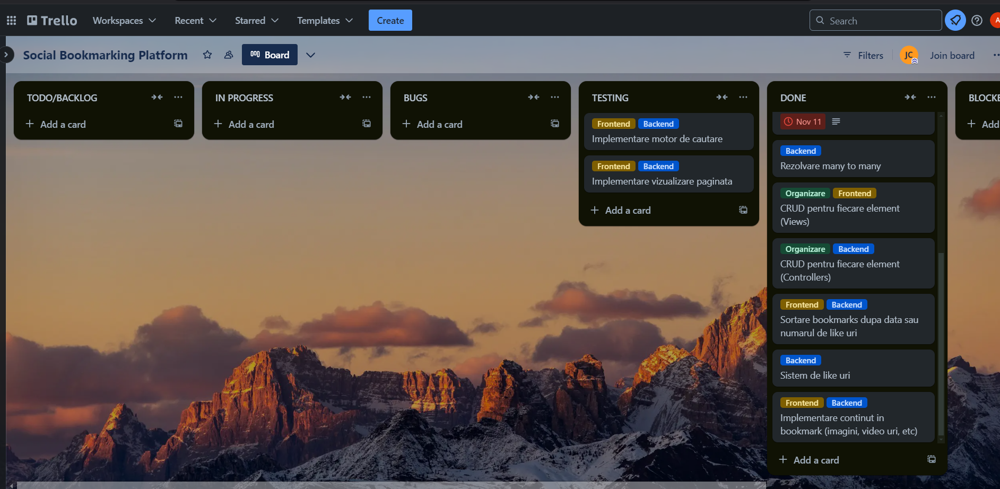 Trello
Workspaces
Recent
Starred
Templates
Create
Search
A
Social Bookmarking Platform
Board
Filters
JC
Join board
TODO/BACKLOG
Add a card
IN PROGRESS
Add a card
BUGS
Add a card
TESTING
Frontend Backend
Implementare motor de cautare
Frontend Backend
Implementare vizualizare paginata
Add a card
DONE
Nov 11
Backend
Rezolvare many to many
Organizare Frontend
CRUD pentru fiecare element
(Views)
Organizare Backend
CRUD pentru fiecare element
(Controllers)
Frontend Backend
Sortare bookmarks dupa data sau
numarul de like uri
Backend
Sistem de like uri
Frontend Backend
Implementare continut in
bookmark (imagini, video uri, etc)
Add a card
BLOCKE
Add